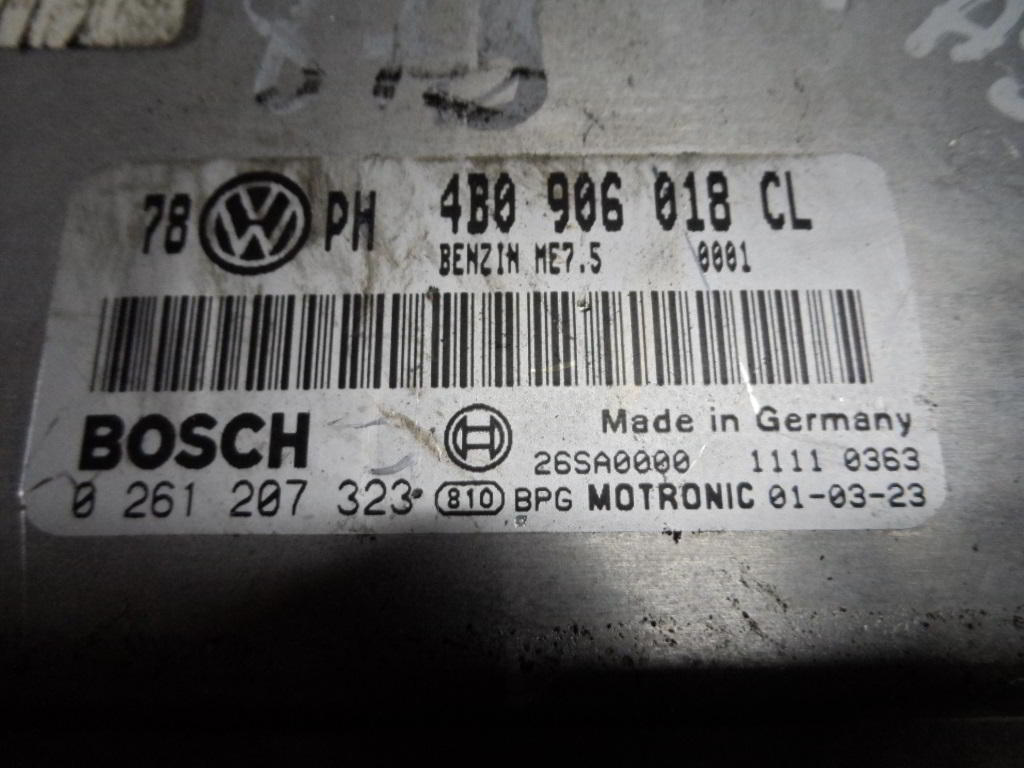 78 VW PH 4B0 906 018 CL
BENZIN ME7.5 0001
BOSCH
Made in Germany
26SA0000 1111 0363
0 261 207 323 810 BPG MOTRONIC 01-03-23